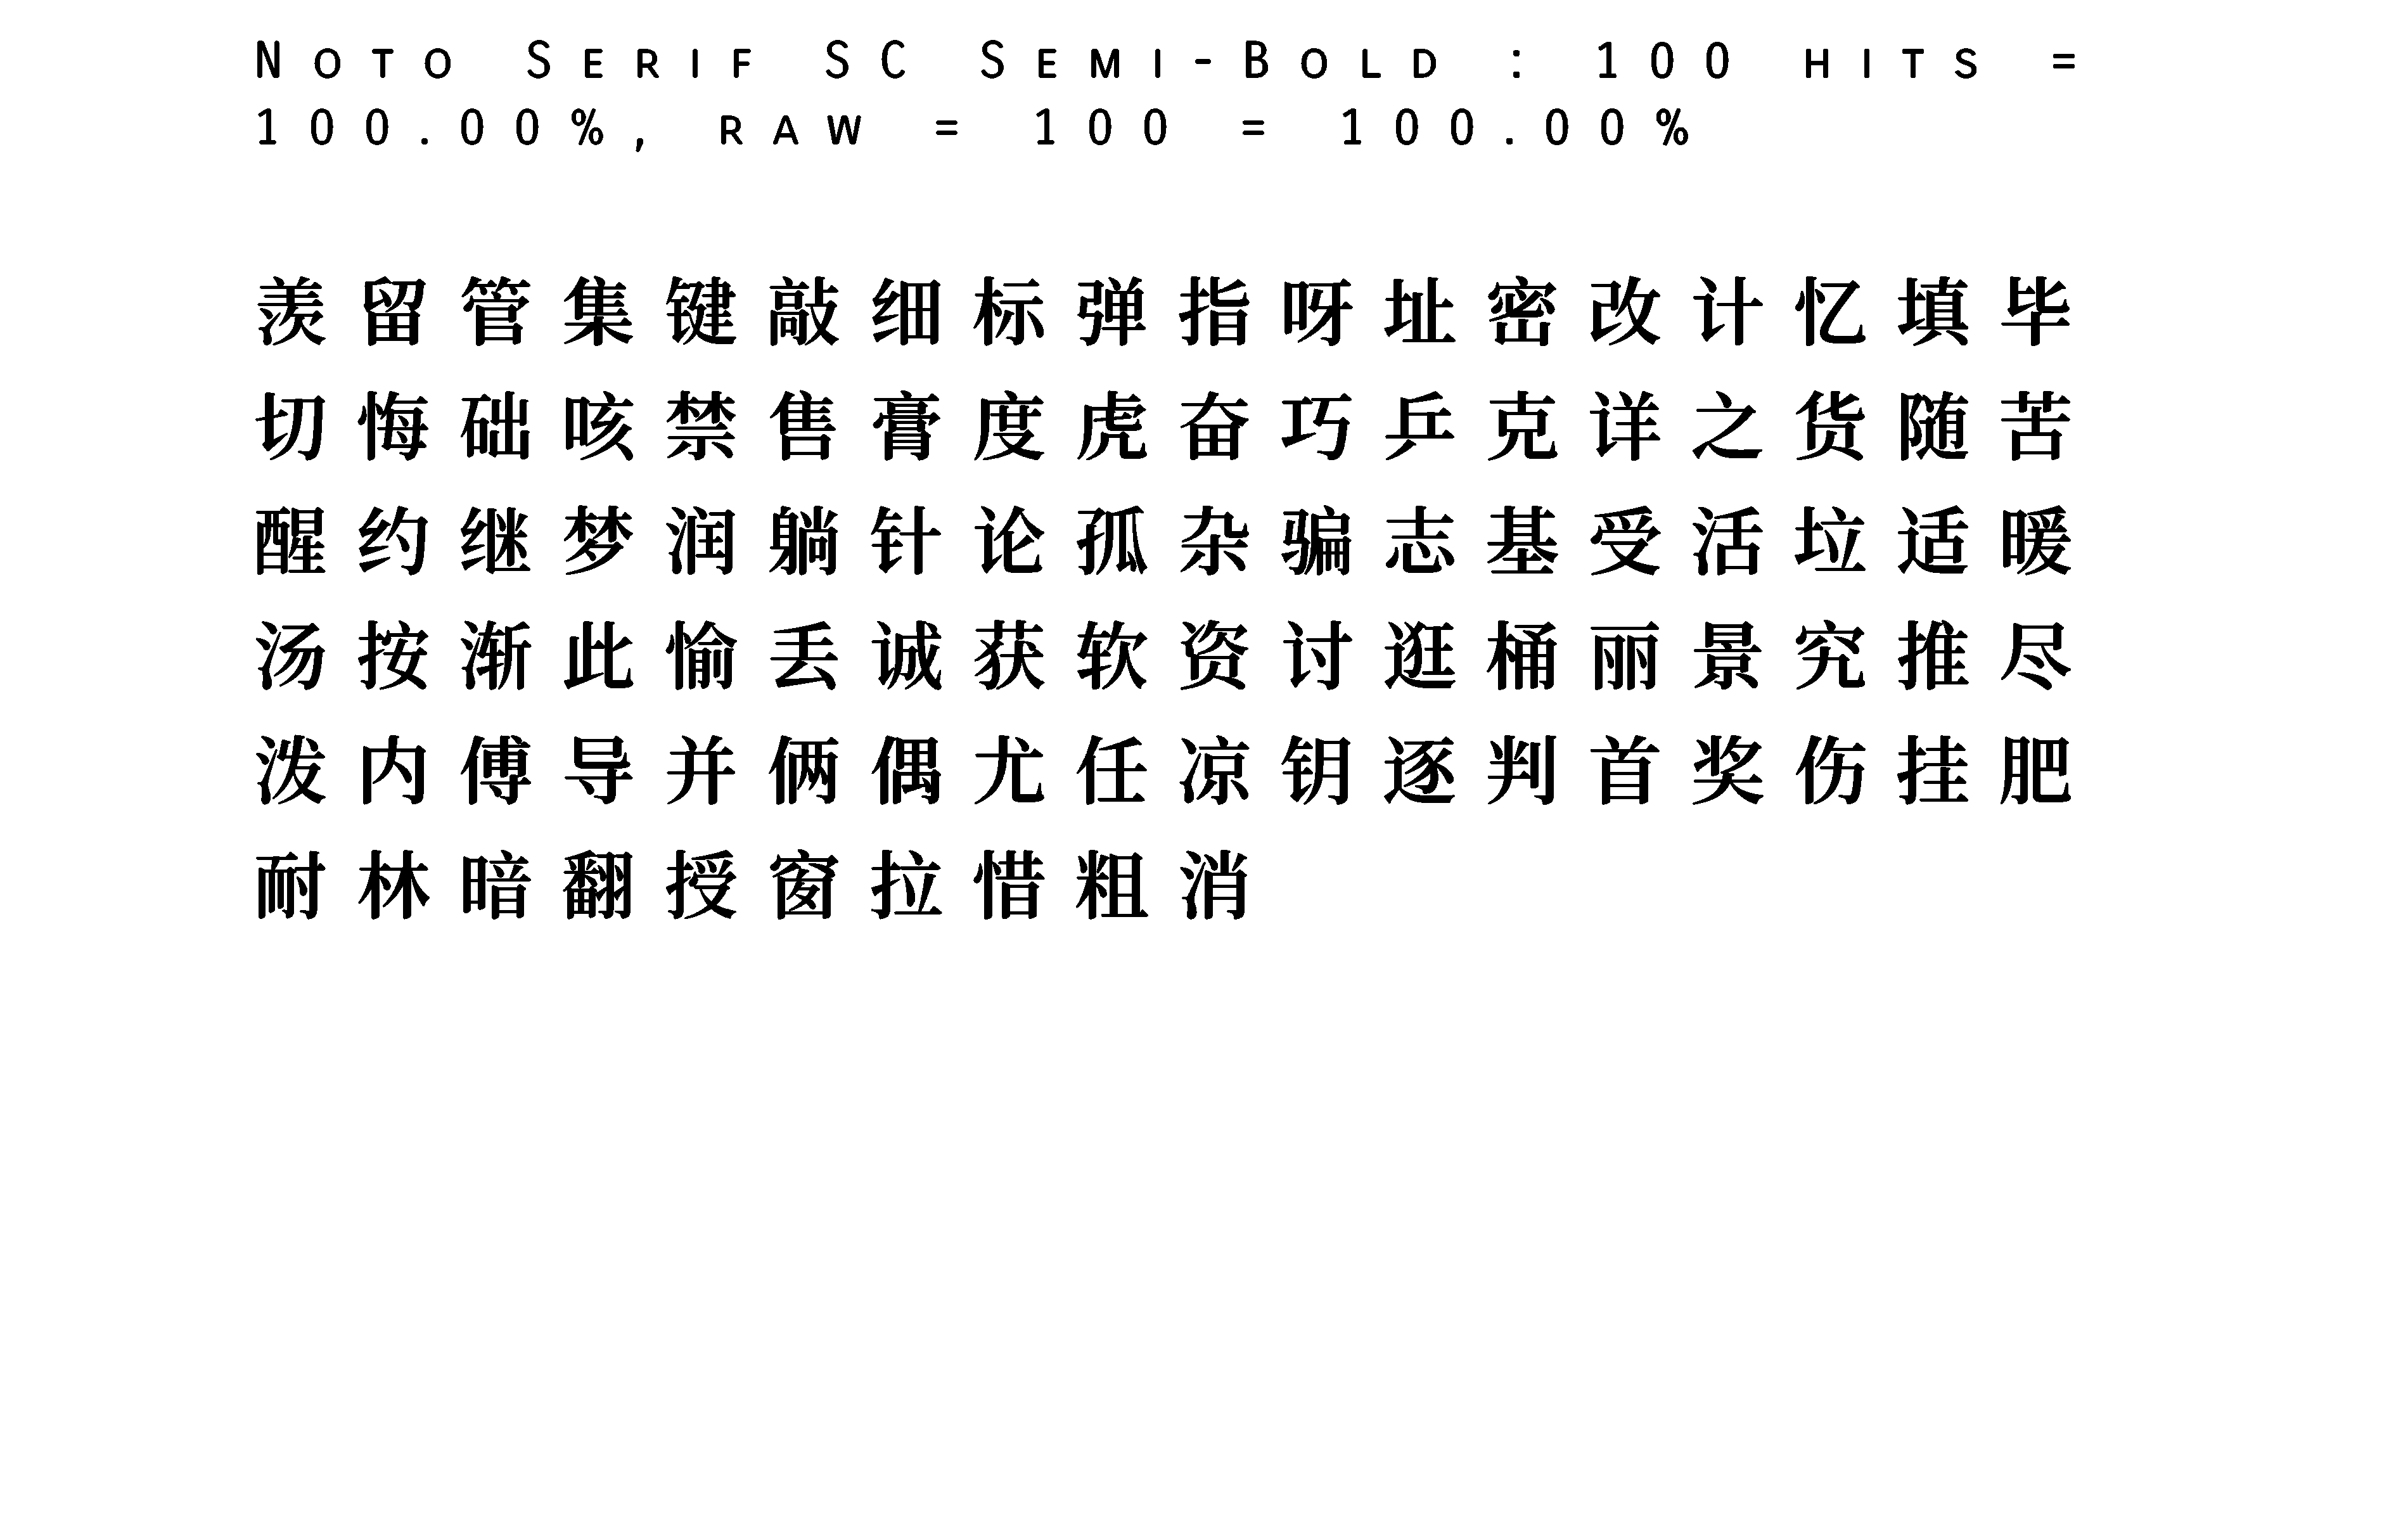 Noto Serif SC Semi-Bold : 100 hits =
100.00%, raw = 100 = 100.00%
羡留管集键敲细标弹指呀址密改计忆填毕
切悔础咳禁售膏度虎奋巧乒克详之货随苦
醒约继梦润躺针论孤杂骗志基受活垃适暖
汤按渐此愉丢诚获软资讨逛桶丽景究推尽
泼内傅导并俩偶尤任凉钥逐判首奖伤挂肥
耐林暗翻授窗拉惜粗消